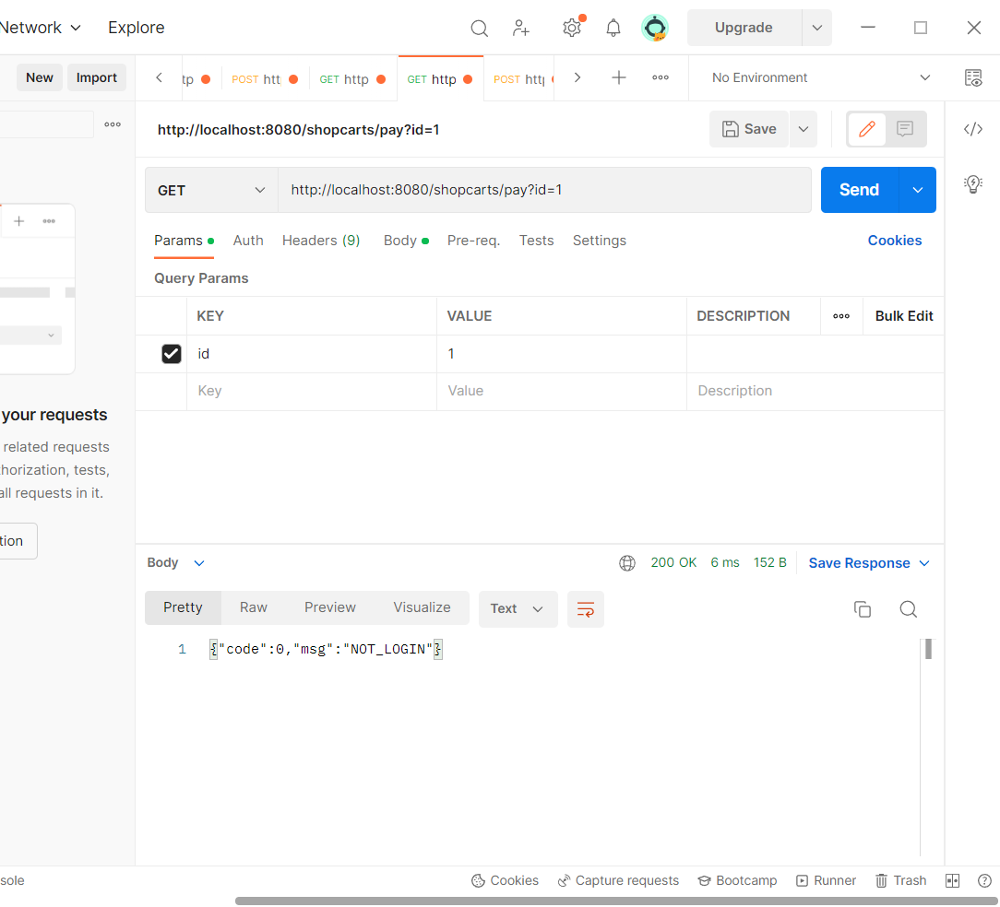 Network Explore Upgrade
New Import tp POST htt GET http GET http POST http No Environment
http://localhost:8080/shopcarts/pay?id=1 Save
GET http://localhost:8080/shopcarts/pay?id=1 Send
Params Auth Headers (9) Body Pre-req. Tests Settings Cookies
Query Params
KEY VALUE DESCRIPTION Bulk Edit
id 1
Key Value Description
your requests
related requests
horization, tests,
all requests in it.
tion
Body 200 OK 6 ms 152 B Save Response
Pretty Raw Preview Visualize Text
1 {"code":0,"msg":"NOT_LOGIN"}
sole Cookies Capture requests Bootcamp Runner Trash